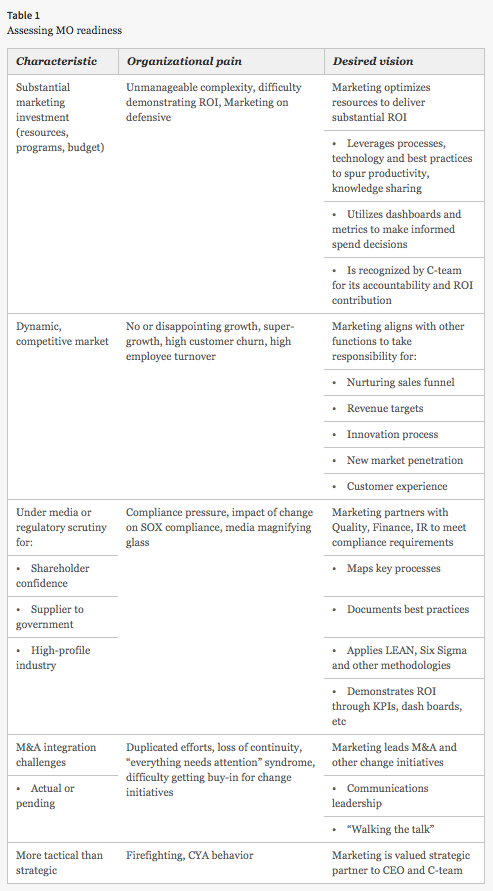 Table 1
Assessing MO readiness
Characteristic
Organizational pain
Desired vision
Substantial
marketing
investment
(resources,
programs, budget)
Unmanageable complexity, difficulty
demonstrating ROI, Marketing on
defensive
Marketing optimizes
resources to deliver
substantial ROI
• Leverages processes,
technology and best practices
to spur productivity,
knowledge sharing
• Utilizes dashboards and
metrics to make informed
spend decisions
• Is recognized by C-team
for its accountability and ROI
contribution
Dynamic,
competitive market
No or disappointing growth, super-
growth, high customer churn, high
employee turnover
Marketing aligns with other
functions to take
responsibility for:
• Nurturing sales funnel
• Revenue targets
• Innovation process
• New market penetration
• Customer experience
Under media or
regulatory scrutiny
for:
• Shareholder
confidence
• Supplier to
government
• High-profile
industry
Compliance pressure, impact of change
on SOX compliance, media magnifying
glass
Marketing partners with
Quality, Finance, IR to meet
compliance requirements
• Maps key processes
• Documents best practices
• Applies LEAN, Six Sigma
and other methodologies
• Demonstrates ROI
through KPIs, dash boards,
etc
M&A integration
challenges
• Actual or
pending
Duplicated efforts, loss of continuity,
“everything needs attention” syndrome,
difficulty getting buy-in for change
initiatives
Marketing leads M&A and
other change initiatives
• Communications
leadership
• “Walking the talk”
More tactical than
strategic
Firefighting, CYA behavior
Marketing is valued strategic
partner to CEO and C-team